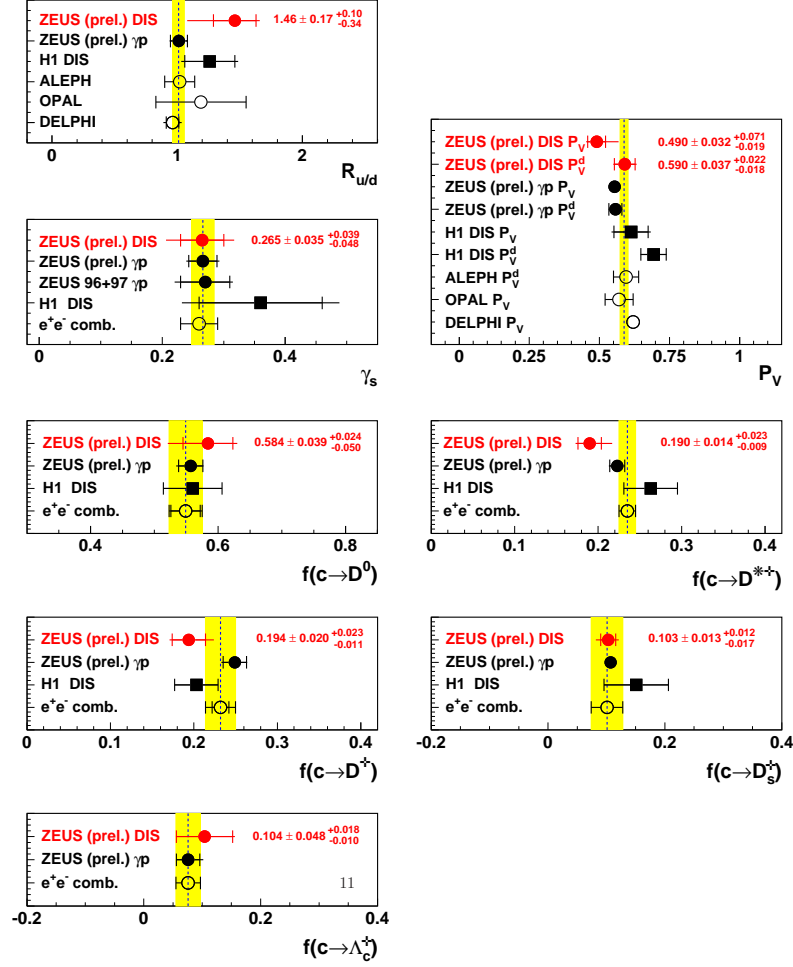 ZEUS (prel.) DIS 1.46 ± 0.17 +0.10 -0.34
ZEUS (prel.) γp
H1 DIS
ALEPH
OPAL
DELPHI
0 1 2
R_u/d
ZEUS (prel.) DIS P_V 0.490 ± 0.032 +0.071 -0.019
ZEUS (prel.) DIS P_V^d 0.590 ± 0.037 +0.022 -0.018
ZEUS (prel.) γp P_V
ZEUS (prel.) γp P_V^d
H1 DIS P_V
H1 DIS P_V^d
ALEPH P_V^d
OPAL P_V
DELPHI P_V
0 0.25 0.5 0.75 1
P_V
ZEUS (prel.) DIS 0.265 ± 0.035 +0.039 -0.048
ZEUS (prel.) γp
ZEUS 96+97 γp
H1 DIS
e⁺e⁻ comb.
0 0.2 0.4
γ_s
ZEUS (prel.) DIS 0.584 ± 0.039 +0.024 -0.050
ZEUS (prel.) γp
H1 DIS
e⁺e⁻ comb.
0.4 0.6 0.8
f(c→D⁰)
ZEUS (prel.) DIS 0.190 ± 0.014 +0.023 -0.009
ZEUS (prel.) γp
H1 DIS
e⁺e⁻ comb.
0 0.1 0.2 0.3 0.4
f(c→D*⁺)
ZEUS (prel.) DIS 0.194 ± 0.020 +0.023 -0.011
ZEUS (prel.) γp
H1 DIS
e⁺e⁻ comb.
0 0.1 0.2 0.3 0.4
f(c→D⁺)
ZEUS (prel.) DIS 0.103 ± 0.013 +0.012 -0.017
ZEUS (prel.) γp
H1 DIS
e⁺e⁻ comb.
-0.2 0 0.2 0.4
f(c→D_s⁺)
ZEUS (prel.) DIS 0.104 ± 0.048 +0.018 -0.010
ZEUS (prel.) γp
e⁺e⁻ comb. 11
-0.2 0 0.2 0.4
f(c→Λ_c⁺)